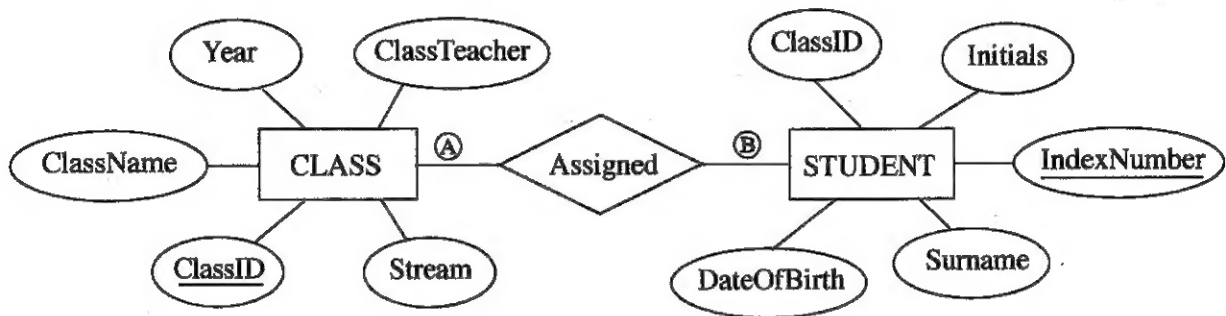 Year
ClassTeacher
ClassID
Initials
ClassName
CLASS
A
Assigned
B
STUDENT
IndexNumber
ClassID
Stream
DateOfBirth
Surname